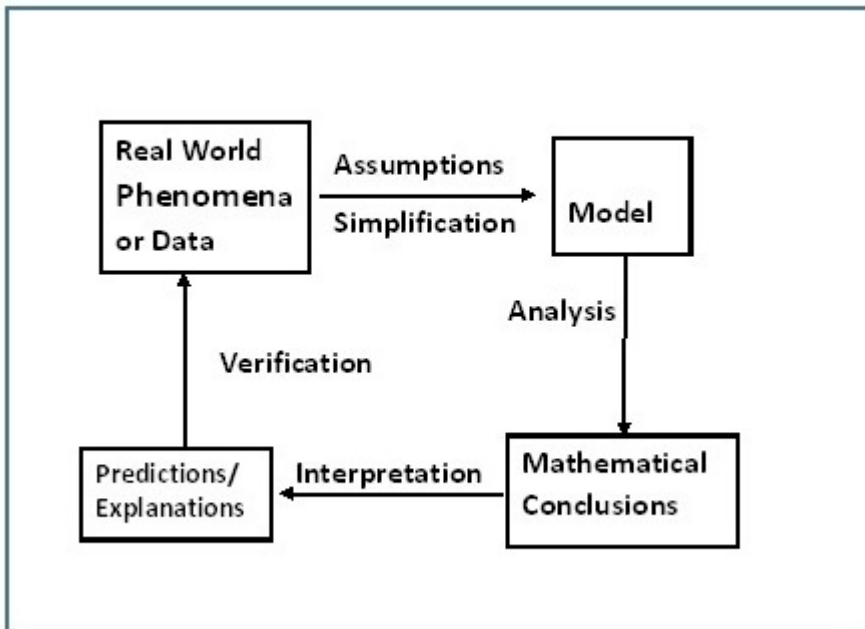 Real World
Phenomena
or Data
Assumptions
Simplification
Model
Analysis
Verification
Predictions/
Explanations
Interpretation
Mathematical
Conclusions